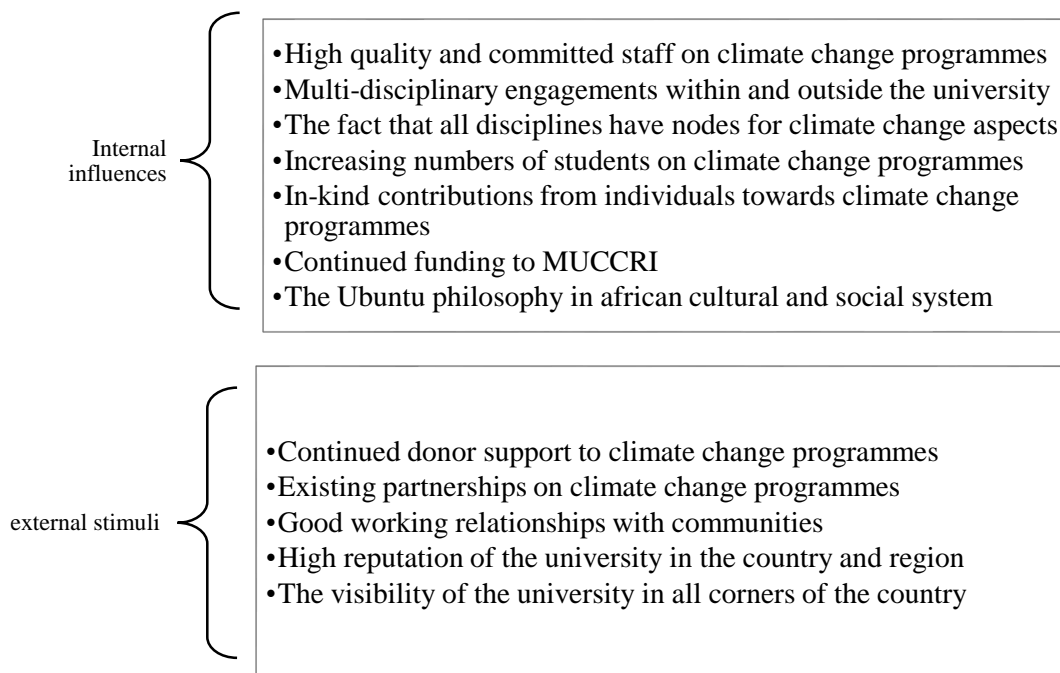 Internal
influences
•High quality and committed staff on climate change programmes
•Multi-disciplinary engagements within and outside the university
•The fact that all disciplines have nodes for climate change aspects
•Increasing numbers of students on climate change programmes
•In-kind contributions from individuals towards climate change
programmes
•Continued funding to MUCCRI
•The Ubuntu philosophy in african cultural and social system
external stimuli
•Continued donor support to climate change programmes
•Existing partnerships on climate change programmes
•Good working relationships with communities
•High reputation of the university in the country and region
•The visibility of the university in all corners of the country